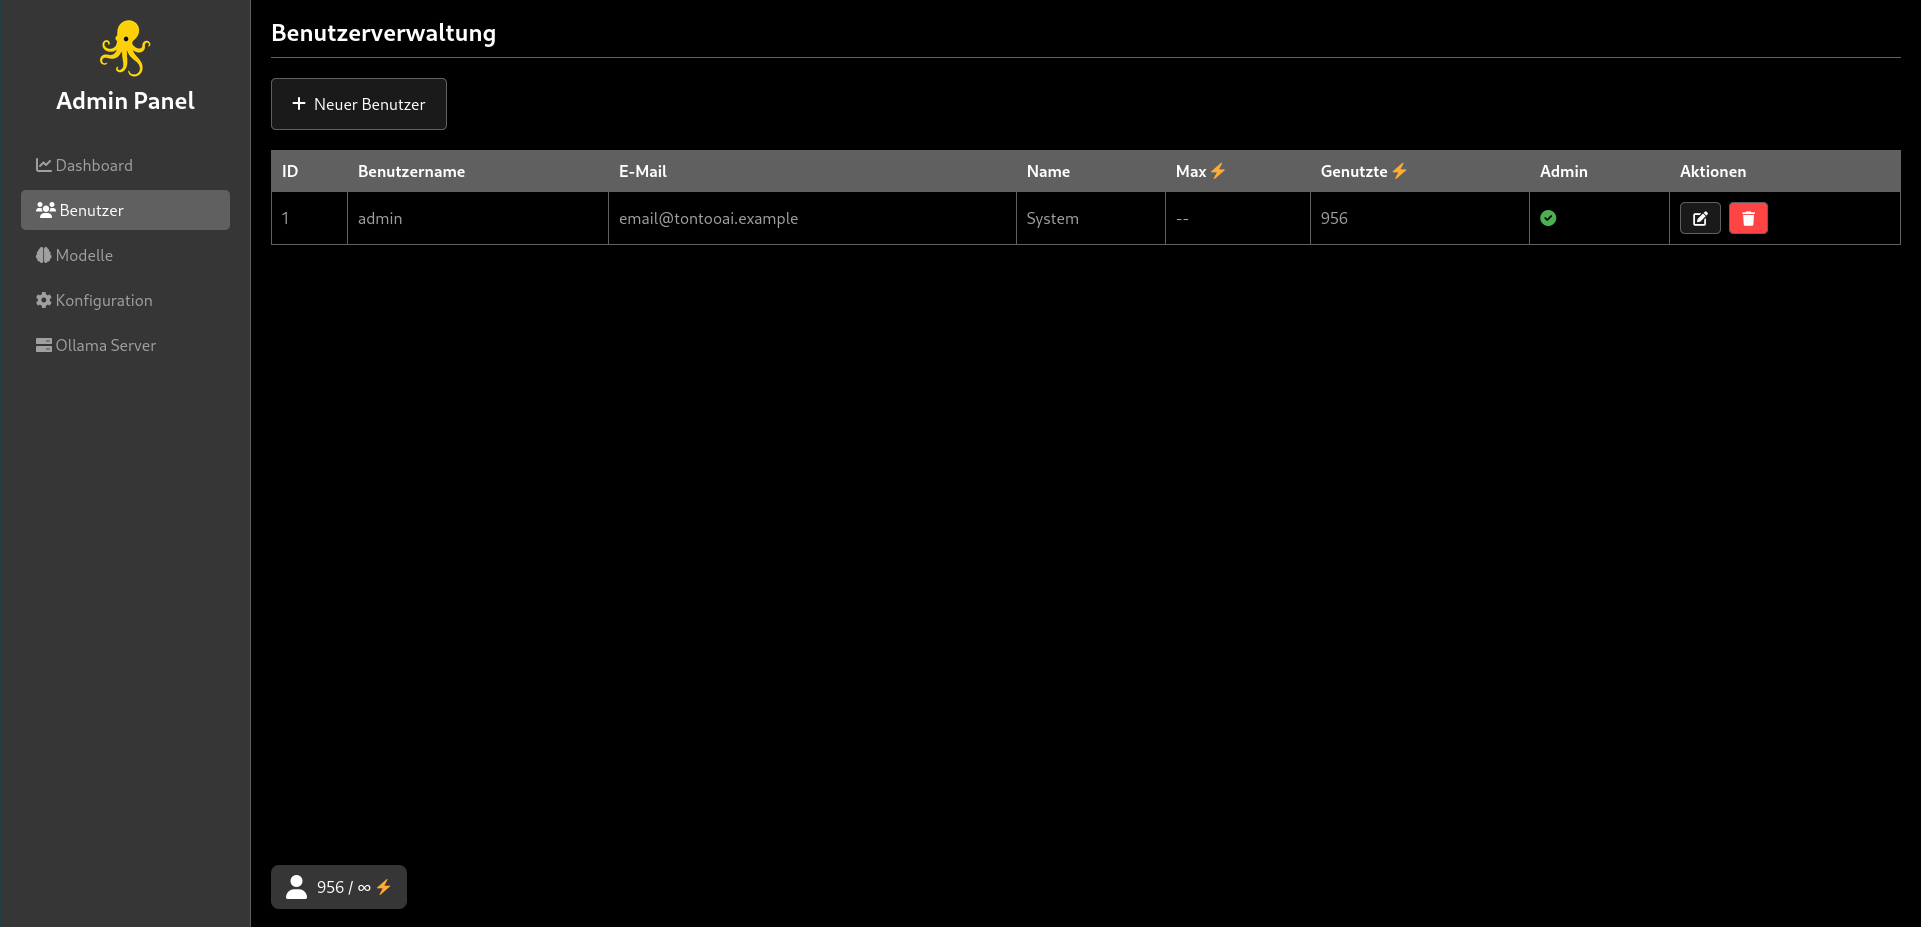 Admin Panel
Dashboard
Benutzer
Modelle
Konfiguration
Ollama Server
Benutzerverwaltung
+ Neuer Benutzer
ID Benutzername E-Mail Name Max⚡ Genutzte⚡ Admin Aktionen
1 admin email@tontooai.example System -- 956
956 / ∞ ⚡